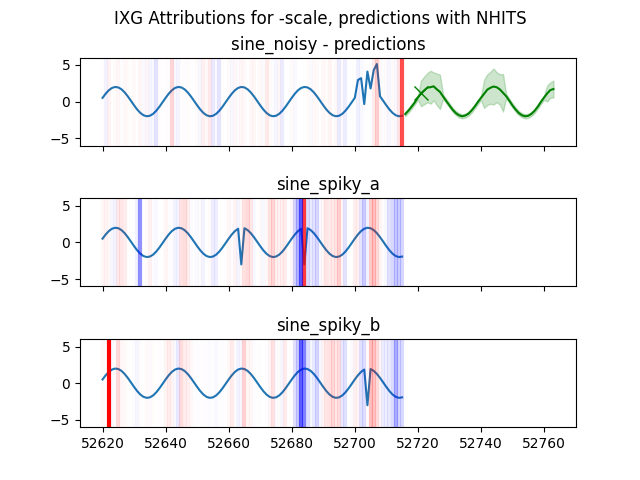 IXG Attributions for -scale, predictions with NHITS
sine_noisy - predictions
5
0
−5
sine_spiky_a
5
0
−5
sine_spiky_b
5
0
−5
52620 52640 52660 52680 52700 52720 52740 52760